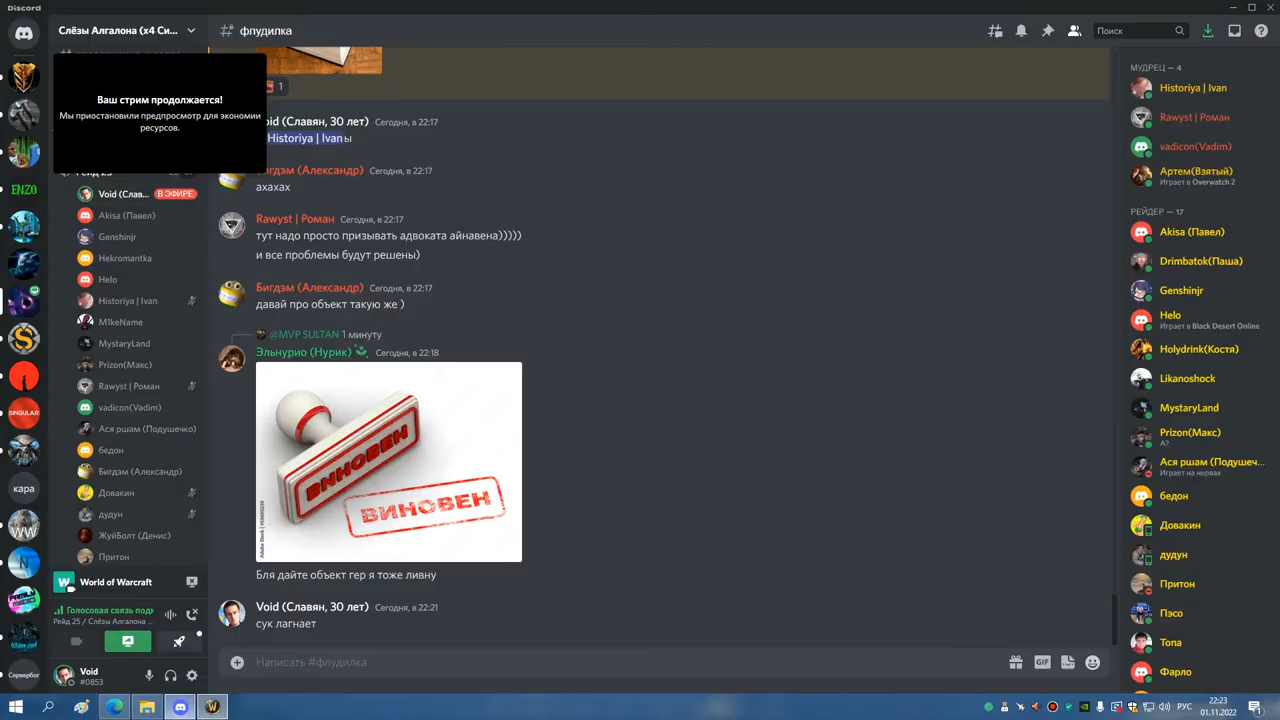 Discord
Слёзы Алгалона (x4 Си...
флудилка
Поиск
Ваш стрим продолжается!
Мы приостановили предпросмотр для экономии
ресурсов.
Void (Слав...
В ЭФИРЕ
Akisa (Павел)
Genshinjr
Hekromantka
Helo
Historiya | Ivan
M1keName
MystaryLand
Prizon(Макс)
Rawyst | Роман
vadicon(Vadim)
Ася ршам (Подушечко)
бедон
Бигдэм (Александр)
Довакин
дудун
ЖуйБолт (Денис)
Притон
World of Warcraft
Голосовая связь подк
Рейд 25 / Слёзы Алгалона ...
Void
#0853
ENZO
SINGULAR
кара
WW
Серверbог
1
oid (Славян, 30 лет) Сегодня, в 22:17
Historiya | Ivan ы
Бигдэм (Александр) Сегодня, в 22:17
ахахах
Rawyst | Роман Сегодня, в 22:17
тут надо просто призывать адвоката айнавена)))))
и все проблемы будут решены)
Бигдэм (Александр) Сегодня, в 22:17
давай про объект такую же )
@MVP SULTAN 1 минуту
Эльнурио (Нурик) Сегодня, в 22:18
ВИНОВЕН
ВИНОВЕН
Бля дайте объект гер я тоже ливну
Void (Славян, 30 лет) Сегодня, в 22:21
сук лагнает
Написать #флудилка
GIF
МУДРЕЦ — 4
Historiya | Ivan
Rawyst | Роман
vadicon(Vadim)
Артем(Взятый)
Играет в Overwatch 2
РЕЙДЕР — 17
Akisa (Павел)
Drimbatok(Паша)
Genshinjr
Helo
Играет в Black Desert Online
Holydrink(Костя)
Likanoshock
MystaryLand
Prizon(Макс)
А?
Ася ршам (Подушеч...
Играет на нервах
бедон
Довакин
дудун
Притон
Пэсо
Топа
Фарло
РУС
22:23
01.11.2022